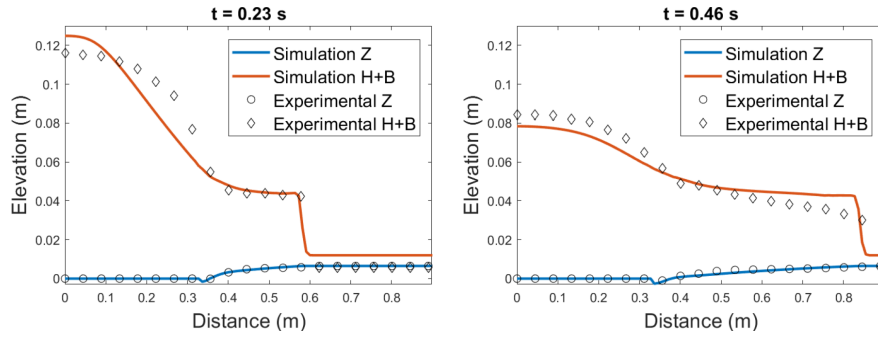 t = 0.23 s
Elevation (m)
0.12
0.1
0.08
0.06
0.04
0.02
0
Simulation Z
Simulation H+B
Experimental Z
Experimental H+B
0 0.1 0.2 0.3 0.4 0.5 0.6 0.7 0.8
Distance (m)
t = 0.46 s
Elevation (m)
0.12
0.1
0.08
0.06
0.04
0.02
0
Simulation Z
Simulation H+B
Experimental Z
Experimental H+B
0 0.1 0.2 0.3 0.4 0.5 0.6 0.7 0.8
Distance (m)